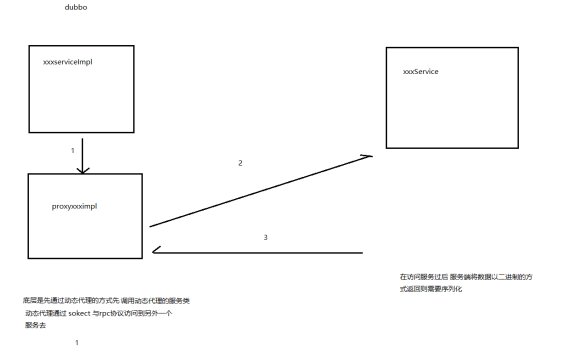 dubbo
xxxserviceImpl
xxxService
1
2
proxyxxximpl
3
在访问服务过后 服务端将数据以二进制的方
式返回则需要序列化
底层是先通过动态代理的方式先 调用动态代理的服务类
动态代理通过 sokect 与rpc协议访问到另外一个
服务去
1